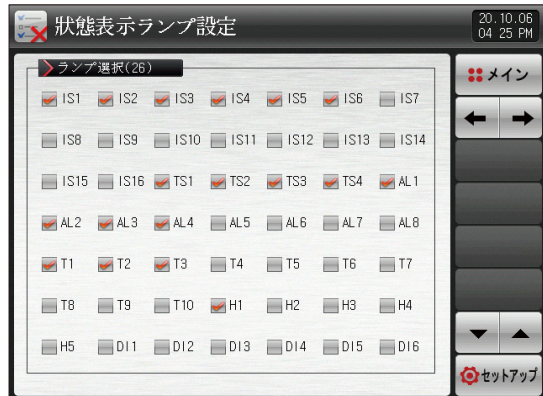 状態表示ランプ設定
20.10.06
04 25 PM
ランプ選択(26)
IS1 IS2 IS3 IS4 IS5 IS6 IS7
IS8 IS9 IS10 IS11 IS12 IS13 IS14
IS15 IS16 TS1 TS2 TS3 TS4 AL1
AL2 AL3 AL4 AL5 AL6 AL7 AL8
T1 T2 T3 T4 T5 T6 T7
T8 T9 T10 H1 H2 H3 H4
H5 DI1 DI2 DI3 DI4 DI5 DI6
メイン
セットアップ